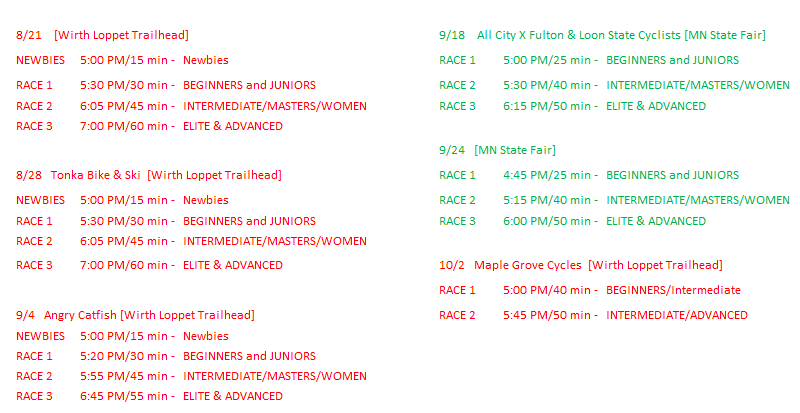 8/21 [Wirth Loppet Trailhead]
NEWBIES 5:00 PM/15 min - Newbies
RACE 1 5:30 PM/30 min - BEGINNERS and JUNIORS
RACE 2 6:05 PM/45 min - INTERMEDIATE/MASTERS/WOMEN
RACE 3 7:00 PM/60 min - ELITE & ADVANCED
8/28 Tonka Bike & Ski [Wirth Loppet Trailhead]
NEWBIES 5:00 PM/15 min - Newbies
RACE 1 5:30 PM/30 min - BEGINNERS and JUNIORS
RACE 2 6:05 PM/45 min - INTERMEDIATE/MASTERS/WOMEN
RACE 3 7:00 PM/60 min - ELITE & ADVANCED
9/4 Angry Catfish [Wirth Loppet Trailhead]
NEWBIES 5:00 PM/15 min - Newbies
RACE 1 5:20 PM/30 min - BEGINNERS and JUNIORS
RACE 2 5:55 PM/45 min - INTERMEDIATE/MASTERS/WOMEN
RACE 3 6:45 PM/55 min - ELITE & ADVANCED
9/18 All City X Fulton & Loon State Cyclists [MN State Fair]
RACE 1 5:00 PM/25 min - BEGINNERS and JUNIORS
RACE 2 5:30 PM/40 min - INTERMEDIATE/MASTERS/WOMEN
RACE 3 6:15 PM/50 min - ELITE & ADVANCED
9/24 [MN State Fair]
RACE 1 4:45 PM/25 min - BEGINNERS and JUNIORS
RACE 2 5:15 PM/40 min - INTERMEDIATE/MASTERS/WOMEN
RACE 3 6:00 PM/50 min - ELITE & ADVANCED
10/2 Maple Grove Cycles [Wirth Loppet Trailhead]
RACE 1 5:00 PM/40 min - BEGINNERS/Intermediate
RACE 2 5:45 PM/50 min - INTERMEDIATE/ADVANCED